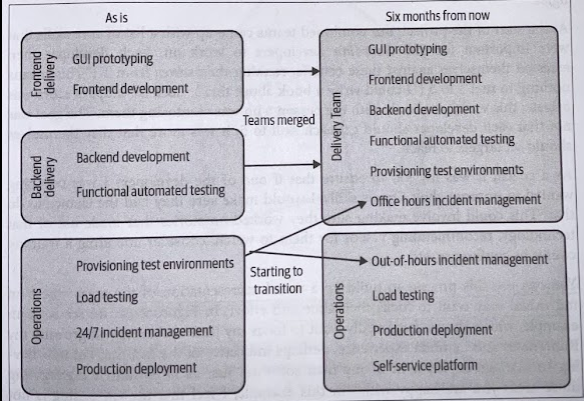 As is
Six months from now
Frontend
delivery
GUI prototyping
Frontend development
Backend
delivery
Backend development
Functional automated testing
Operations
Provisioning test environments
Load testing
24/7 incident management
Production deployment
Teams merged
Starting to
transition
Delivery Team
GUI prototyping
Frontend development
Backend development
Functional automated testing
Provisioning test environments
Office hours incident management
Operations
Out-of-hours incident management
Load testing
Production deployment
Self-service platform